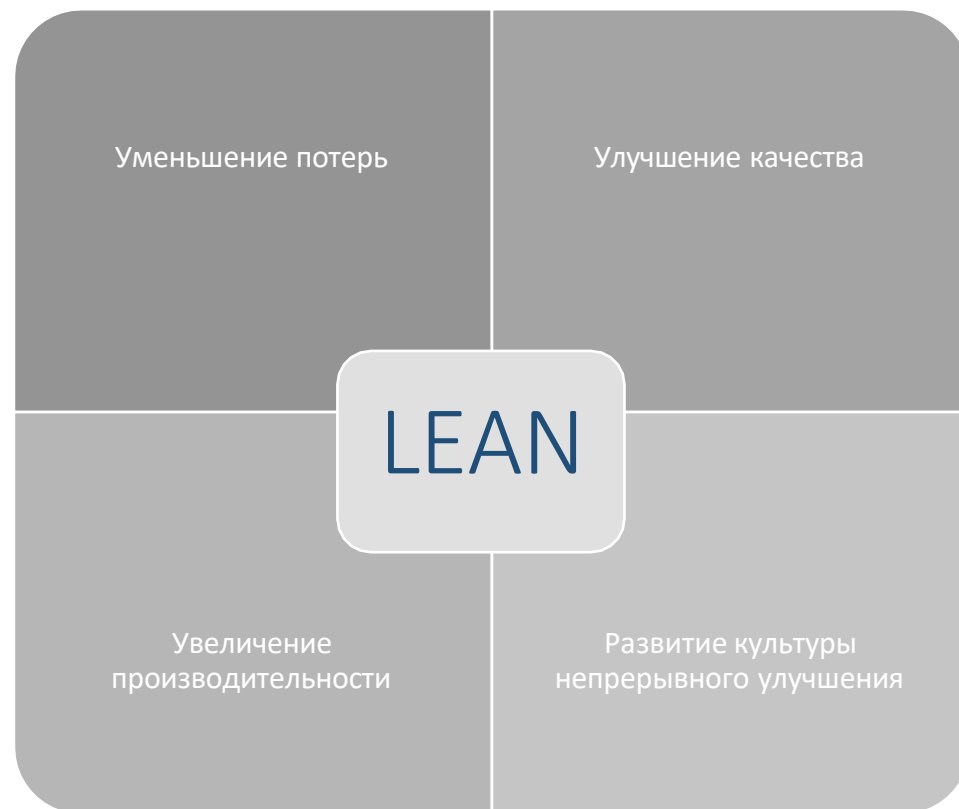 Уменьшение потерь
Улучшение качества
LEAN
Увеличение
производительности
Развитие культуры
непрерывного улучшения